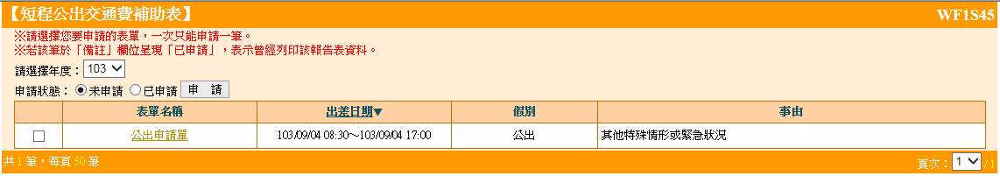 【短程公出交通費補助表】 WF1S45
※請選擇您要申請的表單，一次只能申請一筆。
※若該筆於「備註」欄位呈現「已申請」，表示曾經列印該報告表資料。
請選擇年度：103
申請狀態：未申請 已申請 申 請
表單名稱 出差日期▼ 假別 事由
公出申請單 103/09/04 08:30～103/09/04 17:00 公出 其他特殊情形或緊急狀況
共 1 筆，每頁 50 筆 頁次：1 / 1